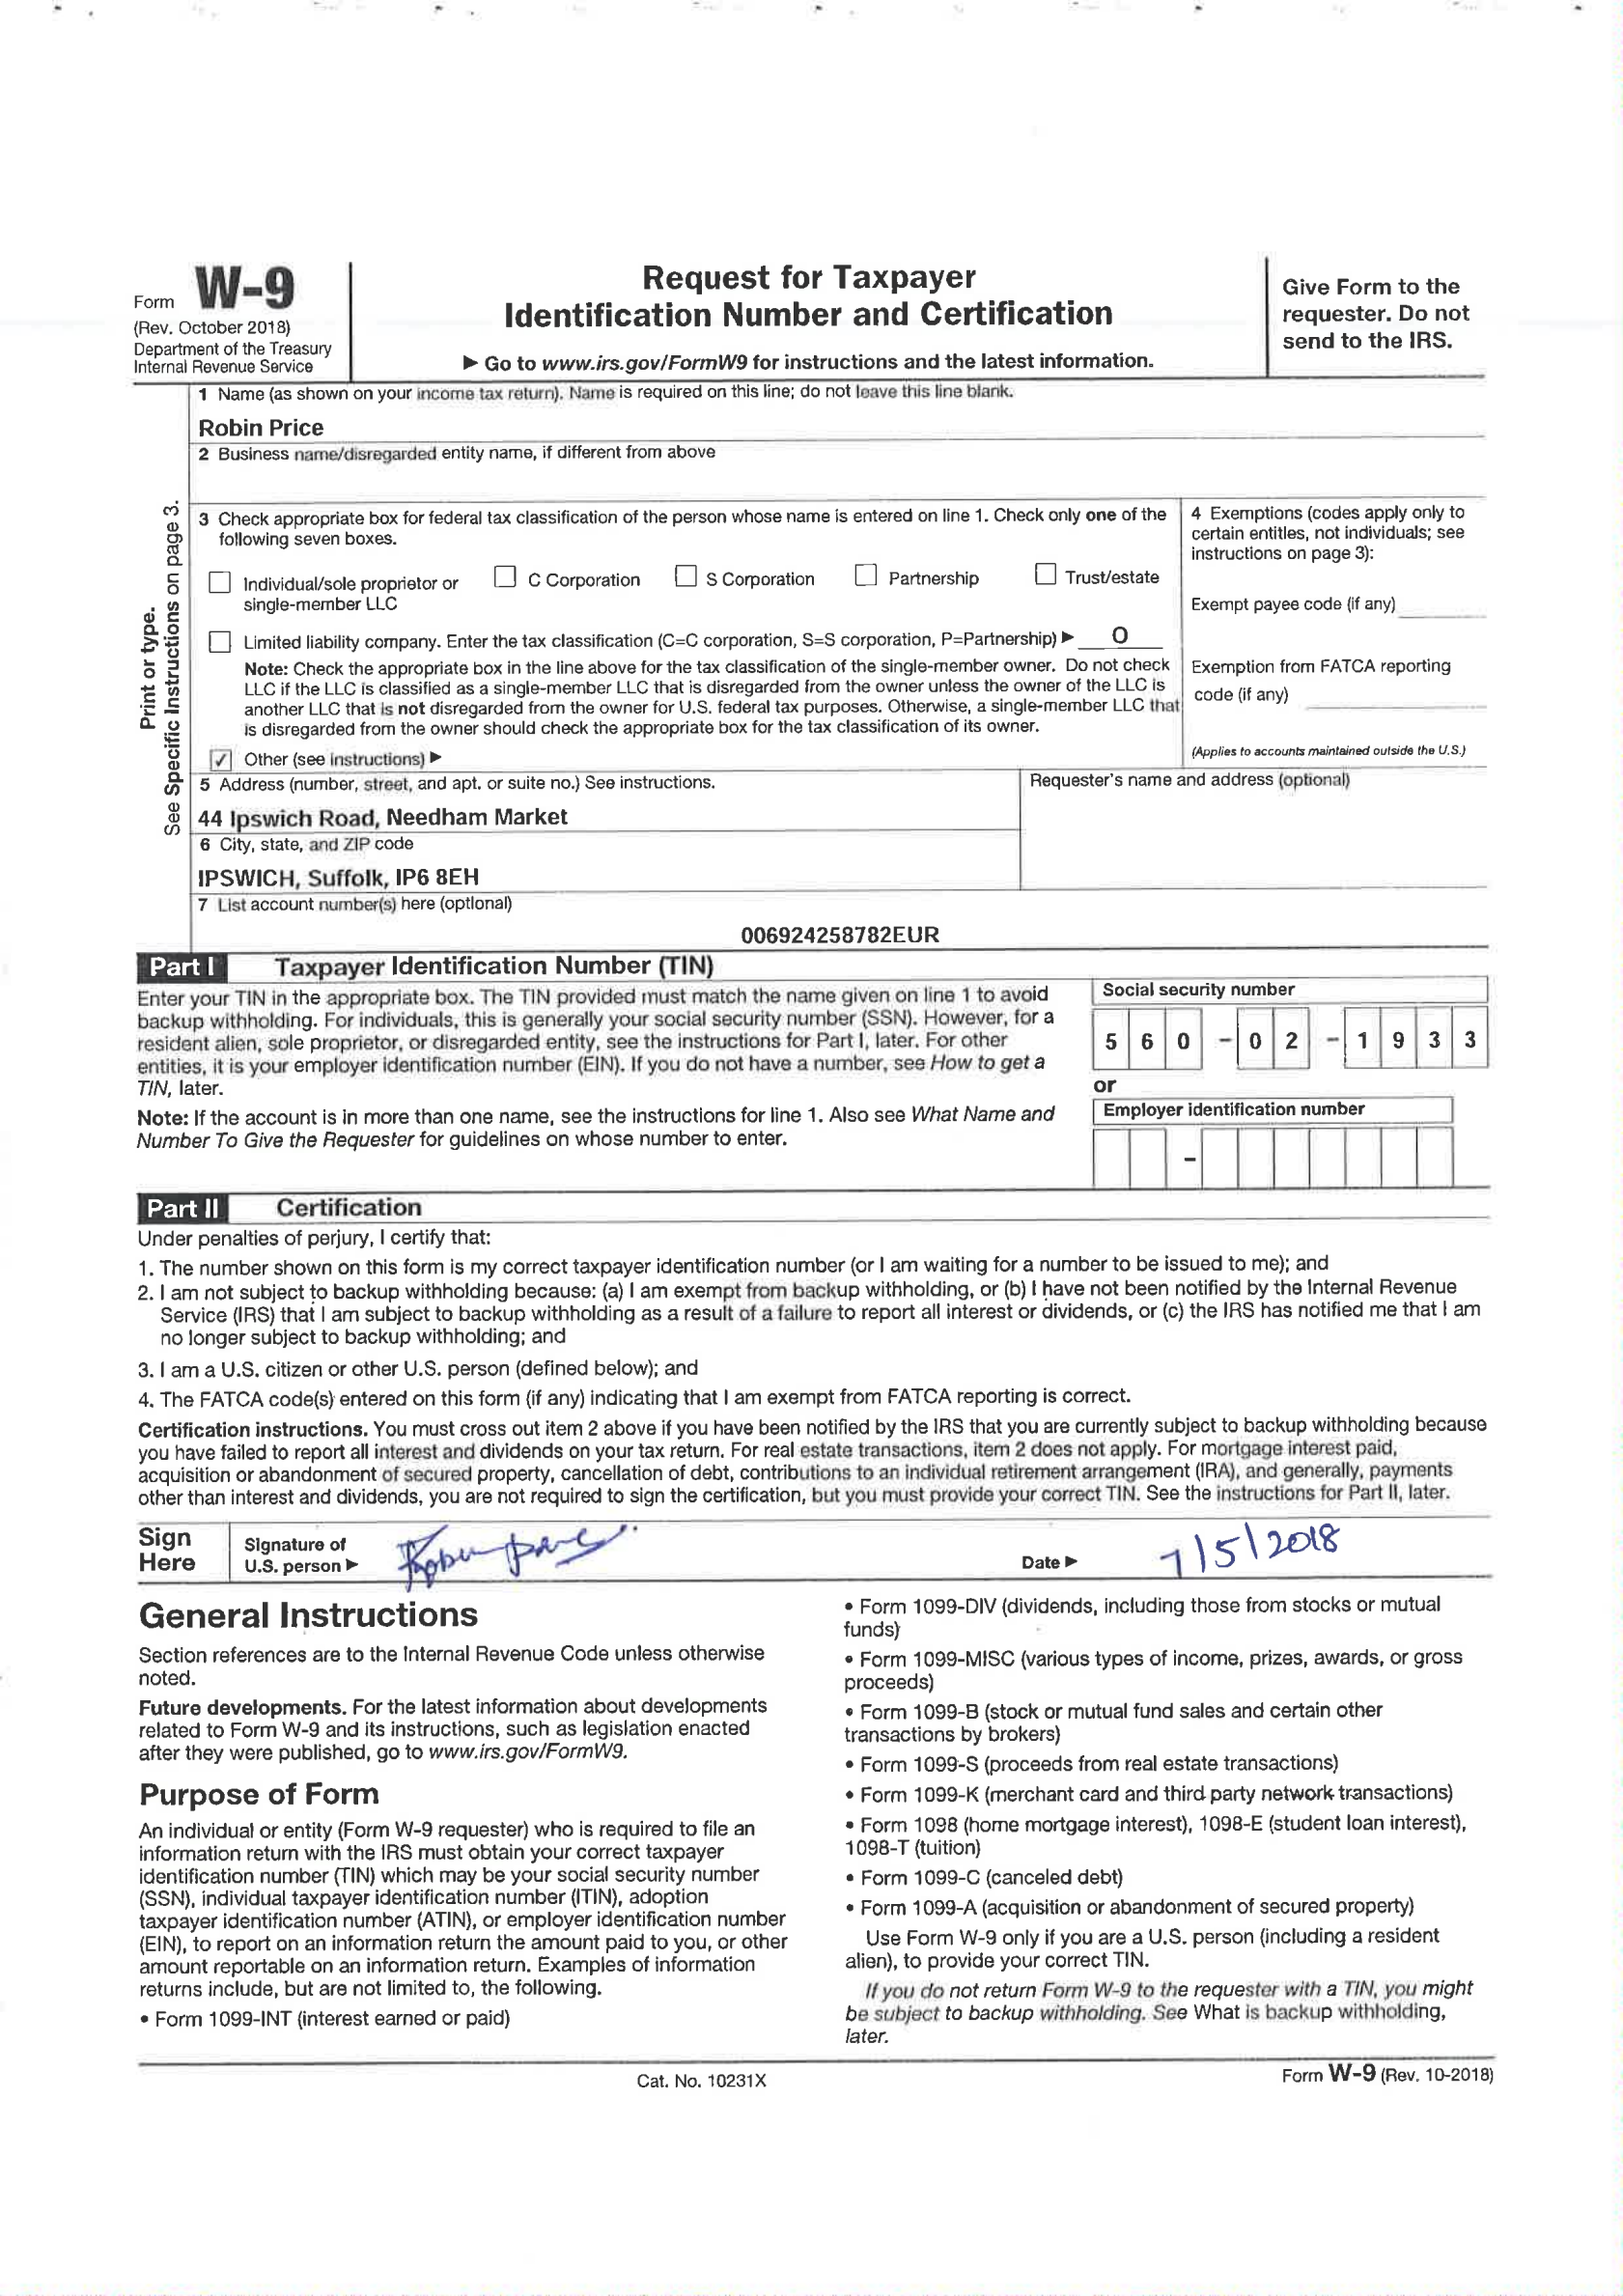 Form W-9
(Rev. October 2018)
Department of the Treasury
Internal Revenue Service
Request for Taxpayer
Identification Number and Certification
▶ Go to www.irs.gov/FormW9 for instructions and the latest information.
Give Form to the
requester. Do not
send to the IRS.
Print or type.
See Specific Instructions on page 3.
1 Name (as shown on your income tax return). Name is required on this line; do not leave this line blank.
Robin Price
2 Business name/disregarded entity name, if different from above
3 Check appropriate box for federal tax classification of the person whose name is entered on line 1. Check only one of the
following seven boxes.
Individual/sole proprietor or
single-member LLC
C Corporation
S Corporation
Partnership
Trust/estate
Limited liability company. Enter the tax classification (C=C corporation, S=S corporation, P=Partnership) ▶ O
Note: Check the appropriate box in the line above for the tax classification of the single-member owner. Do not check
LLC if the LLC is classified as a single-member LLC that is disregarded from the owner unless the owner of the LLC is
another LLC that is not disregarded from the owner for U.S. federal tax purposes. Otherwise, a single-member LLC that
is disregarded from the owner should check the appropriate box for the tax classification of its owner.
✓ Other (see instructions) ▶
4 Exemptions (codes apply only to
certain entities, not individuals; see
instructions on page 3):
Exempt payee code (if any)
Exemption from FATCA reporting
code (if any)
(Applies to accounts maintained outside the U.S.)
5 Address (number, street, and apt. or suite no.) See instructions.
44 Ipswich Road, Needham Market
Requester's name and address (optional)
6 City, state, and ZIP code
IPSWICH, Suffolk, IP6 8EH
7 List account number(s) here (optional)
006924258782EUR
Part I Taxpayer Identification Number (TIN)
Enter your TIN in the appropriate box. The TIN provided must match the name given on line 1 to avoid
backup withholding. For individuals, this is generally your social security number (SSN). However, for a
resident alien, sole proprietor, or disregarded entity, see the instructions for Part I, later. For other
entities, it is your employer identification number (EIN). If you do not have a number, see How to get a
TIN, later.
Note: If the account is in more than one name, see the instructions for line 1. Also see What Name and
Number To Give the Requester for guidelines on whose number to enter.
Social security number
5 6 0 - 0 2 - 1 9 3 3
or
Employer identification number
-
Part II Certification
Under penalties of perjury, I certify that:
1. The number shown on this form is my correct taxpayer identification number (or I am waiting for a number to be issued to me); and
2. I am not subject to backup withholding because: (a) I am exempt from backup withholding, or (b) I have not been notified by the Internal Revenue
Service (IRS) that I am subject to backup withholding as a result of a failure to report all interest or dividends, or (c) the IRS has notified me that I am
no longer subject to backup withholding; and
3. I am a U.S. citizen or other U.S. person (defined below); and
4. The FATCA code(s) entered on this form (if any) indicating that I am exempt from FATCA reporting is correct.
Certification instructions. You must cross out item 2 above if you have been notified by the IRS that you are currently subject to backup withholding because
you have failed to report all interest and dividends on your tax return. For real estate transactions, item 2 does not apply. For mortgage interest paid,
acquisition or abandonment of secured property, cancellation of debt, contributions to an individual retirement arrangement (IRA), and generally, payments
other than interest and dividends, you are not required to sign the certification, but you must provide your correct TIN. See the instructions for Part II, later.
Sign
Here
Signature of
U.S. person ▶
Date ▶ 7/5/2018
General Instructions
Section references are to the Internal Revenue Code unless otherwise
noted.
Future developments. For the latest information about developments
related to Form W-9 and its instructions, such as legislation enacted
after they were published, go to www.irs.gov/FormW9.
Purpose of Form
An individual or entity (Form W-9 requester) who is required to file an
information return with the IRS must obtain your correct taxpayer
identification number (TIN) which may be your social security number
(SSN), individual taxpayer identification number (ITIN), adoption
taxpayer identification number (ATIN), or employer identification number
(EIN), to report on an information return the amount paid to you, or other
amount reportable on an information return. Examples of information
returns include, but are not limited to, the following.
• Form 1099-INT (interest earned or paid)
• Form 1099-DIV (dividends, including those from stocks or mutual
funds)
• Form 1099-MISC (various types of income, prizes, awards, or gross
proceeds)
• Form 1099-B (stock or mutual fund sales and certain other
transactions by brokers)
• Form 1099-S (proceeds from real estate transactions)
• Form 1099-K (merchant card and third party network transactions)
• Form 1098 (home mortgage interest), 1098-E (student loan interest),
1098-T (tuition)
• Form 1099-C (canceled debt)
• Form 1099-A (acquisition or abandonment of secured property)
Use Form W-9 only if you are a U.S. person (including a resident
alien), to provide your correct TIN.
If you do not return Form W-9 to the requester with a TIN, you might
be subject to backup withholding. See What is backup withholding,
later.
Cat. No. 10231X
Form W-9 (Rev. 10-2018)